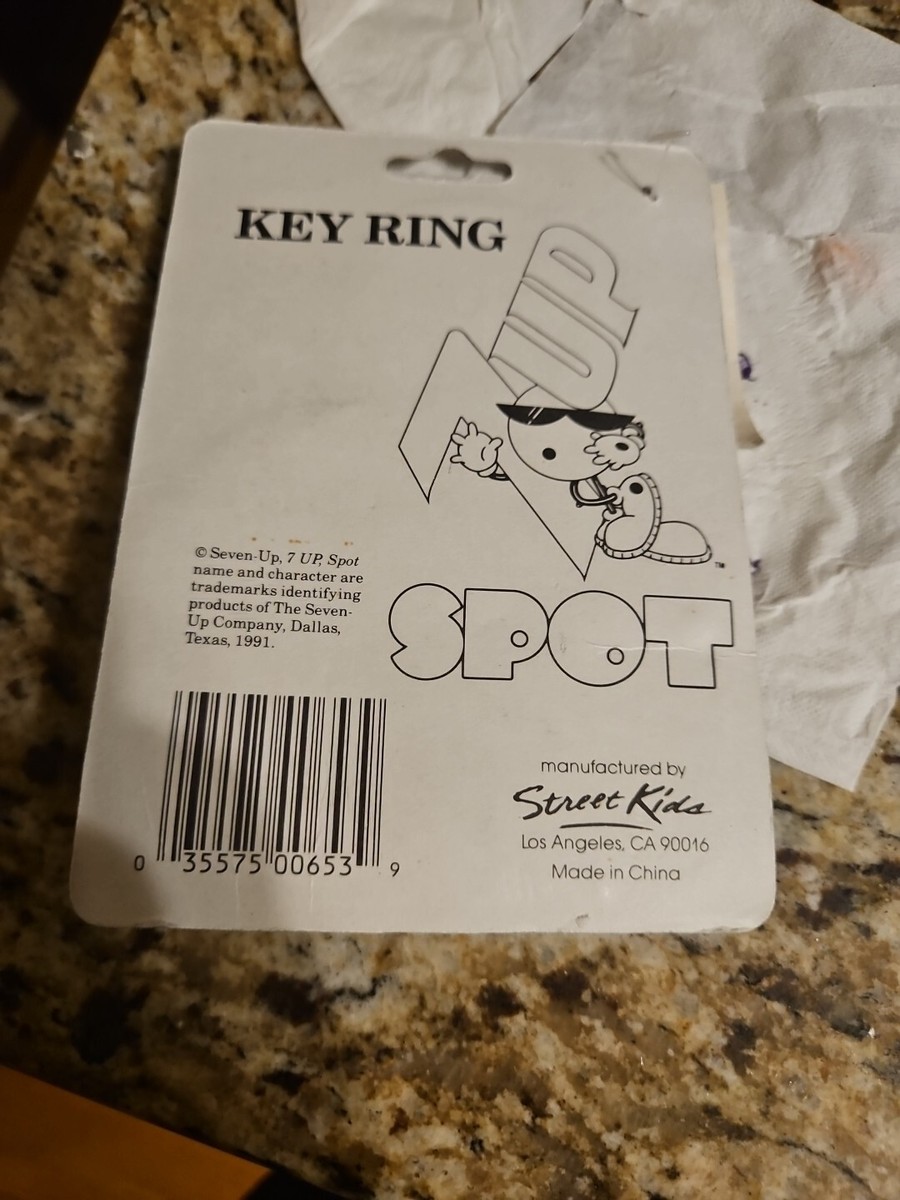 KEY RING
7UP
© Seven-Up, 7 UP, Spot
name and character are
trademarks identifying
products of The Seven-
Up Company, Dallas,
Texas, 1991.
TM
SPOT
0 35575 00653 9
manufactured by
Street Kids
Los Angeles, CA 90016
Made in China